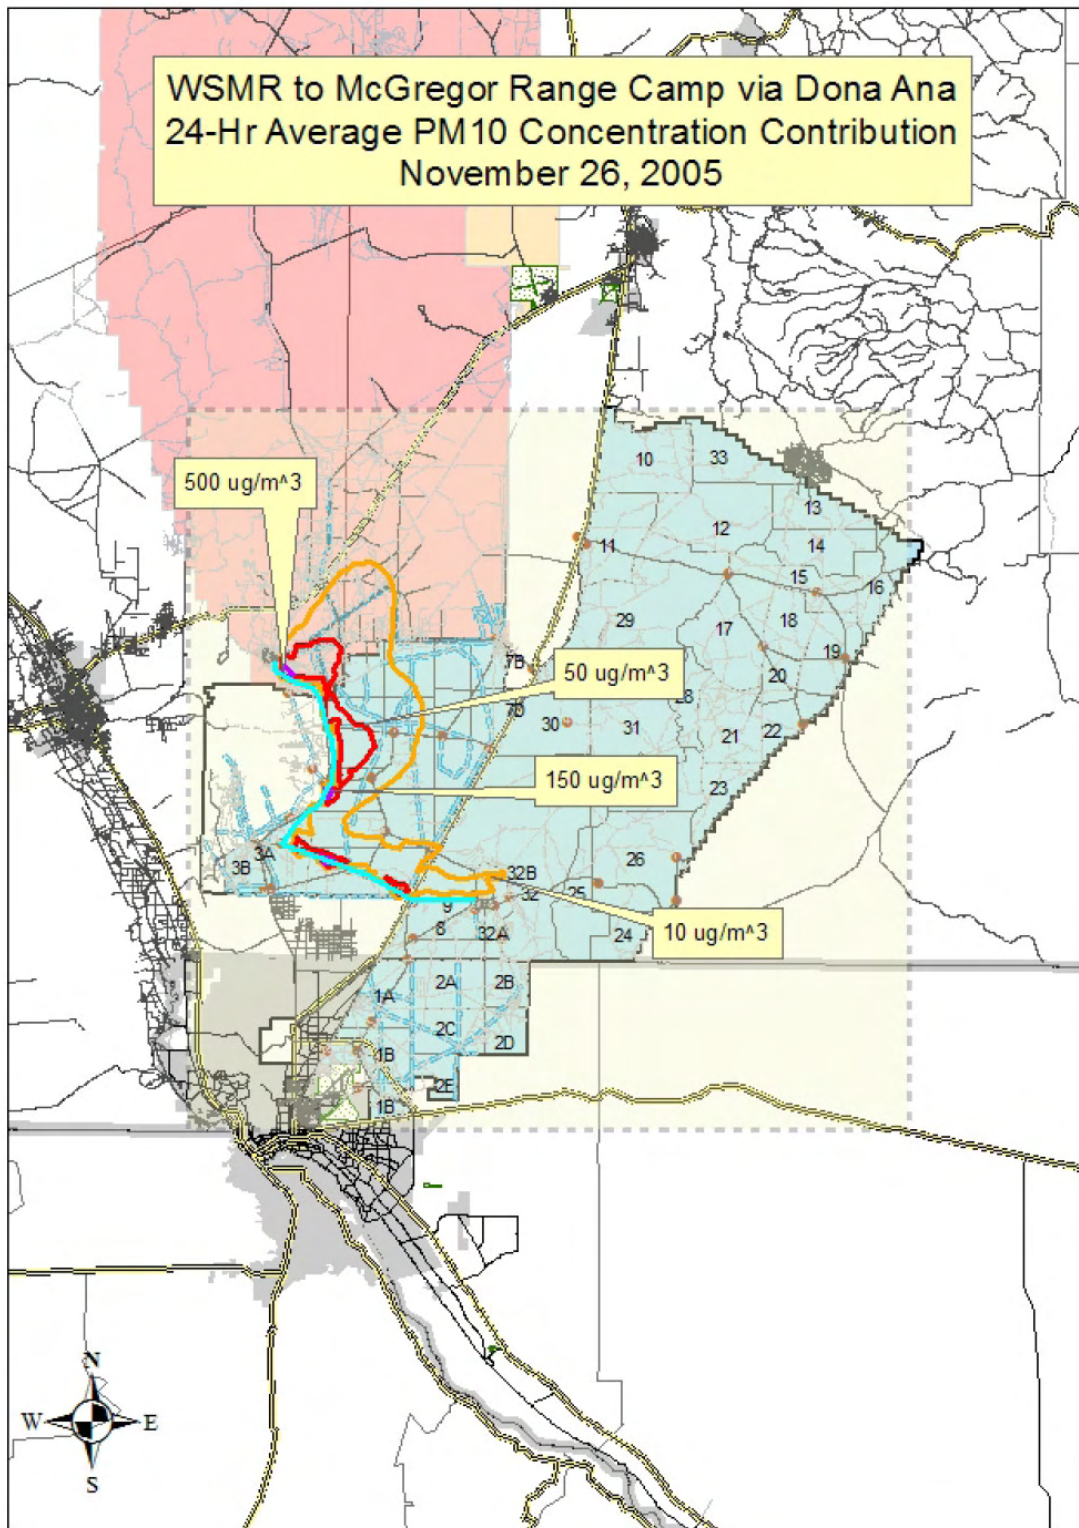 WSMR to McGregor Range Camp via Dona Ana
24-Hr Average PM10 Concentration Contribution
November 26, 2005
500 ug/m^3
10
33
13
12
11
14
15
16
29
17
18
19
7B
50 ug/m^3
20
28
7D
30
31
21
22
150 ug/m^3
23
3A
3B
26
32B
25
32
9
10 ug/m^3
8
32A
24
2A
2B
1A
2C
2D
1B
2E
1B
N
W
E
S